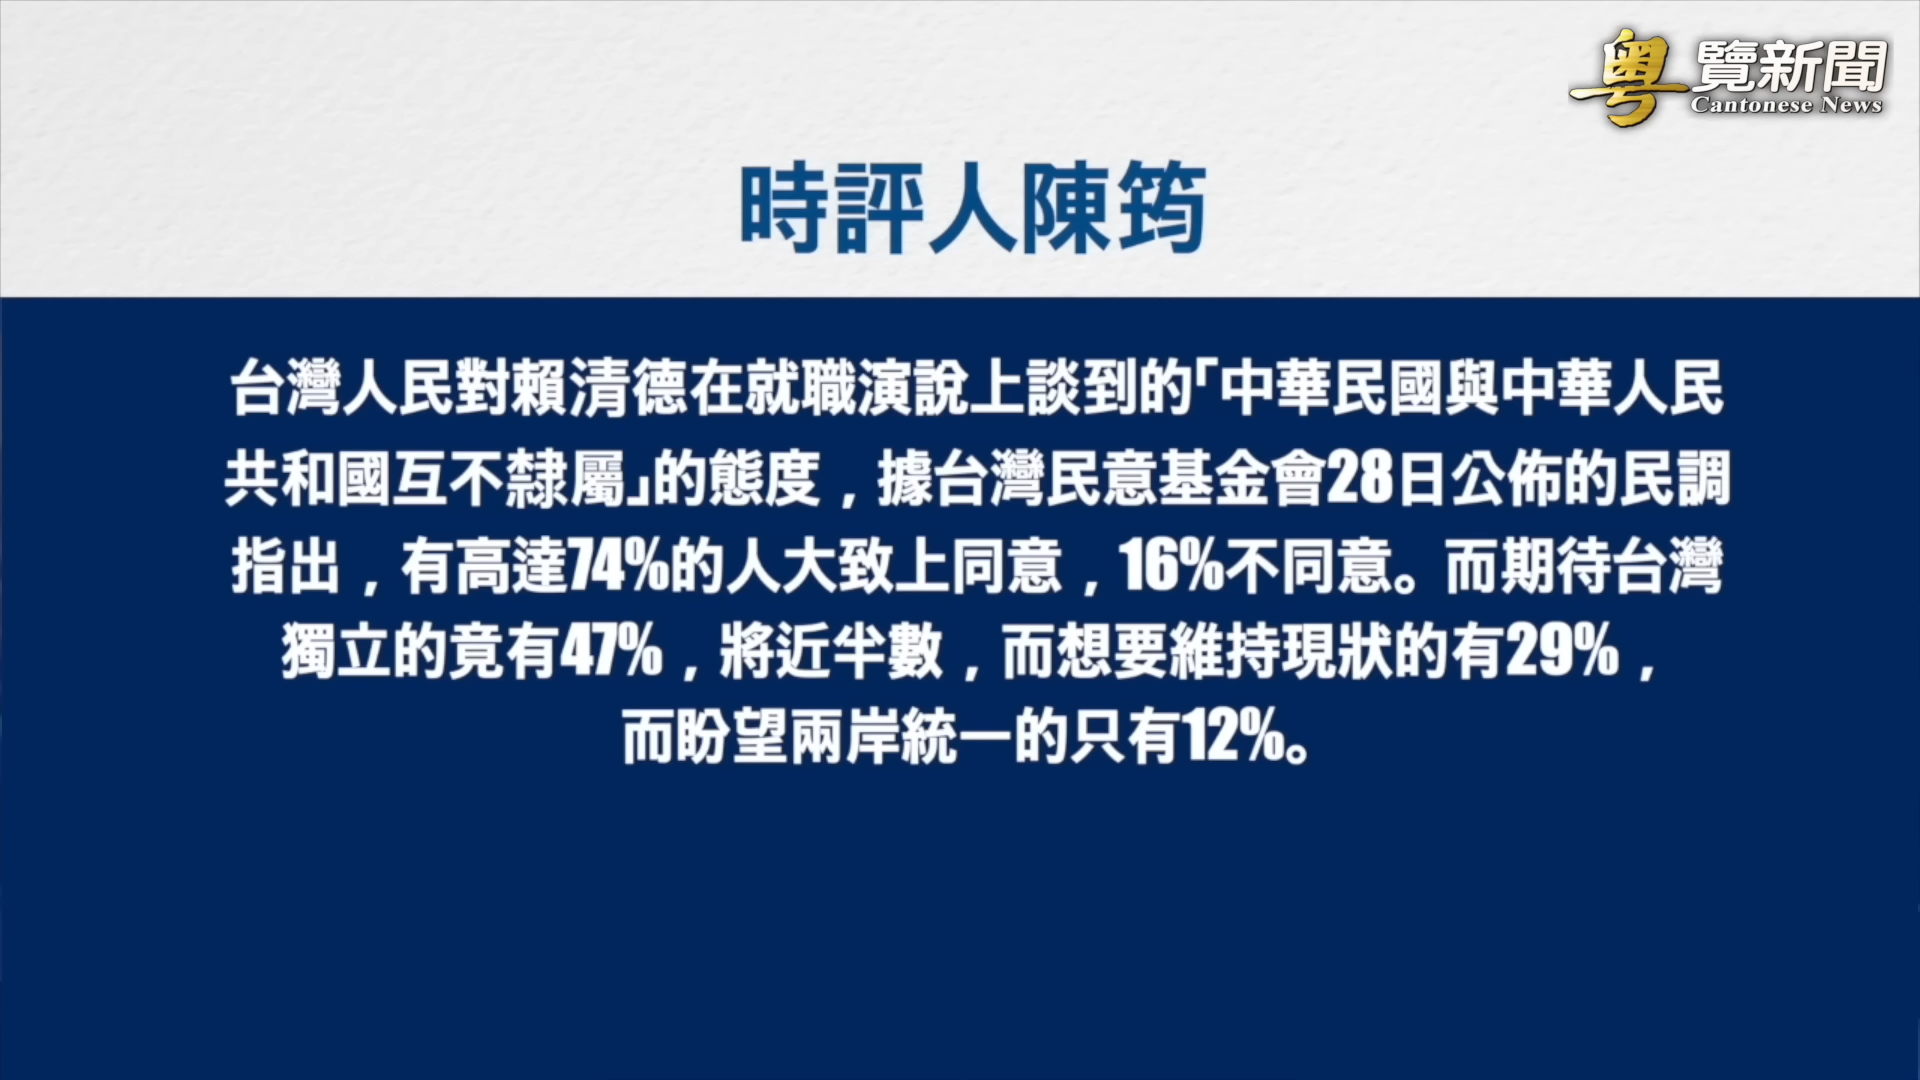 粵覽新聞
Cantonese News
時評人陳筠
台灣人民對賴清德在就職演說上談到的「中華民國與中華人民
共和國互不隸屬」的態度，據台灣民意基金會28日公佈的民調
指出，有高達74%的人大致上同意，16%不同意。而期待台灣
獨立的竟有47%，將近半數，而想要維持現狀的有29%，
而盼望兩岸統一的只有12%。